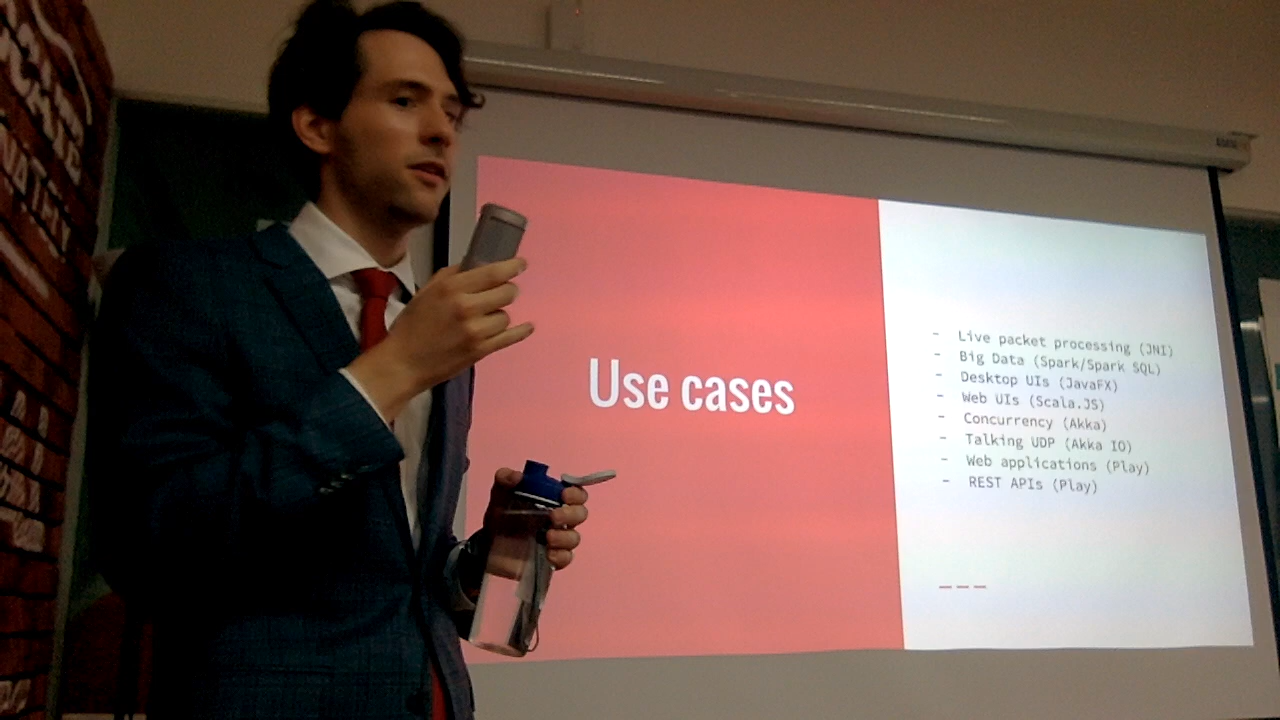 Use cases
- Live packet processing (JNI)
- Big Data (Spark/Spark SQL)
- Desktop UIs (JavaFX)
- Web UIs (Scala.JS)
- Concurrency (Akka)
- Talking UDP (Akka IO)
- Web applications (Play)
- REST APIs (Play)